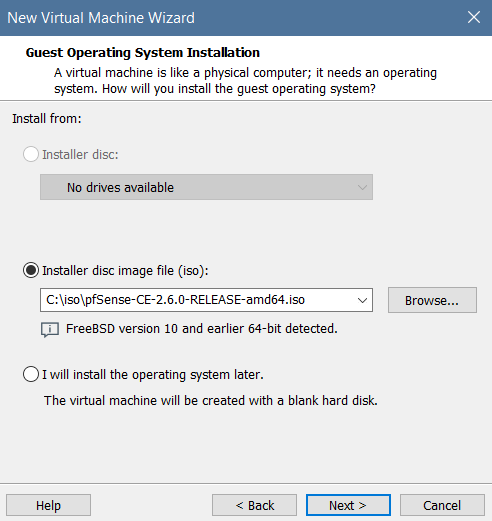 New Virtual Machine Wizard
Guest Operating System Installation
A virtual machine is like a physical computer; it needs an operating
system. How will you install the guest operating system?
Install from:
Installer disc:
No drives available
Installer disc image file (iso):
C:\iso\pfSense-CE-2.6.0-RELEASE-amd64.iso
Browse...
FreeBSD version 10 and earlier 64-bit detected.
I will install the operating system later.
The virtual machine will be created with a blank hard disk.
Help
< Back
Next >
Cancel